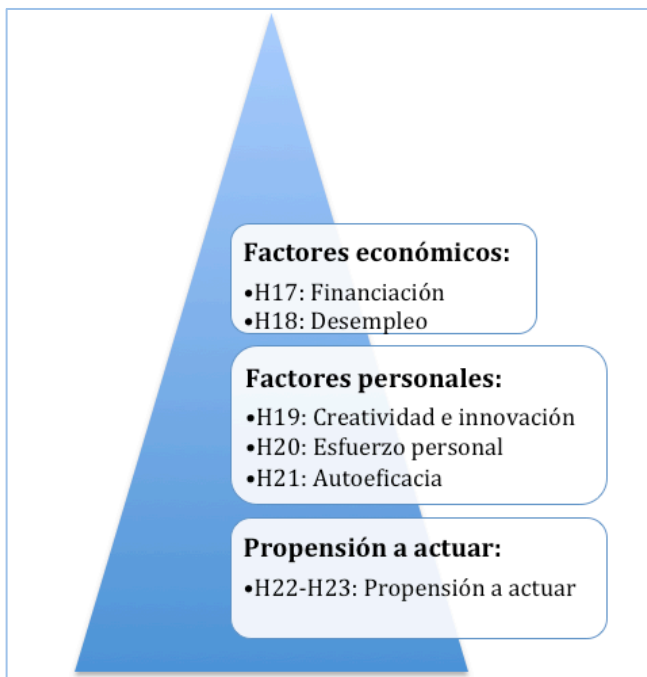 Factores económicos:
•H17: Financiación
•H18: Desempleo
Factores personales:
•H19: Creatividad e innovación
•H20: Esfuerzo personal
•H21: Autoeficacia
Propensión a actuar:
•H22-H23: Propensión a actuar